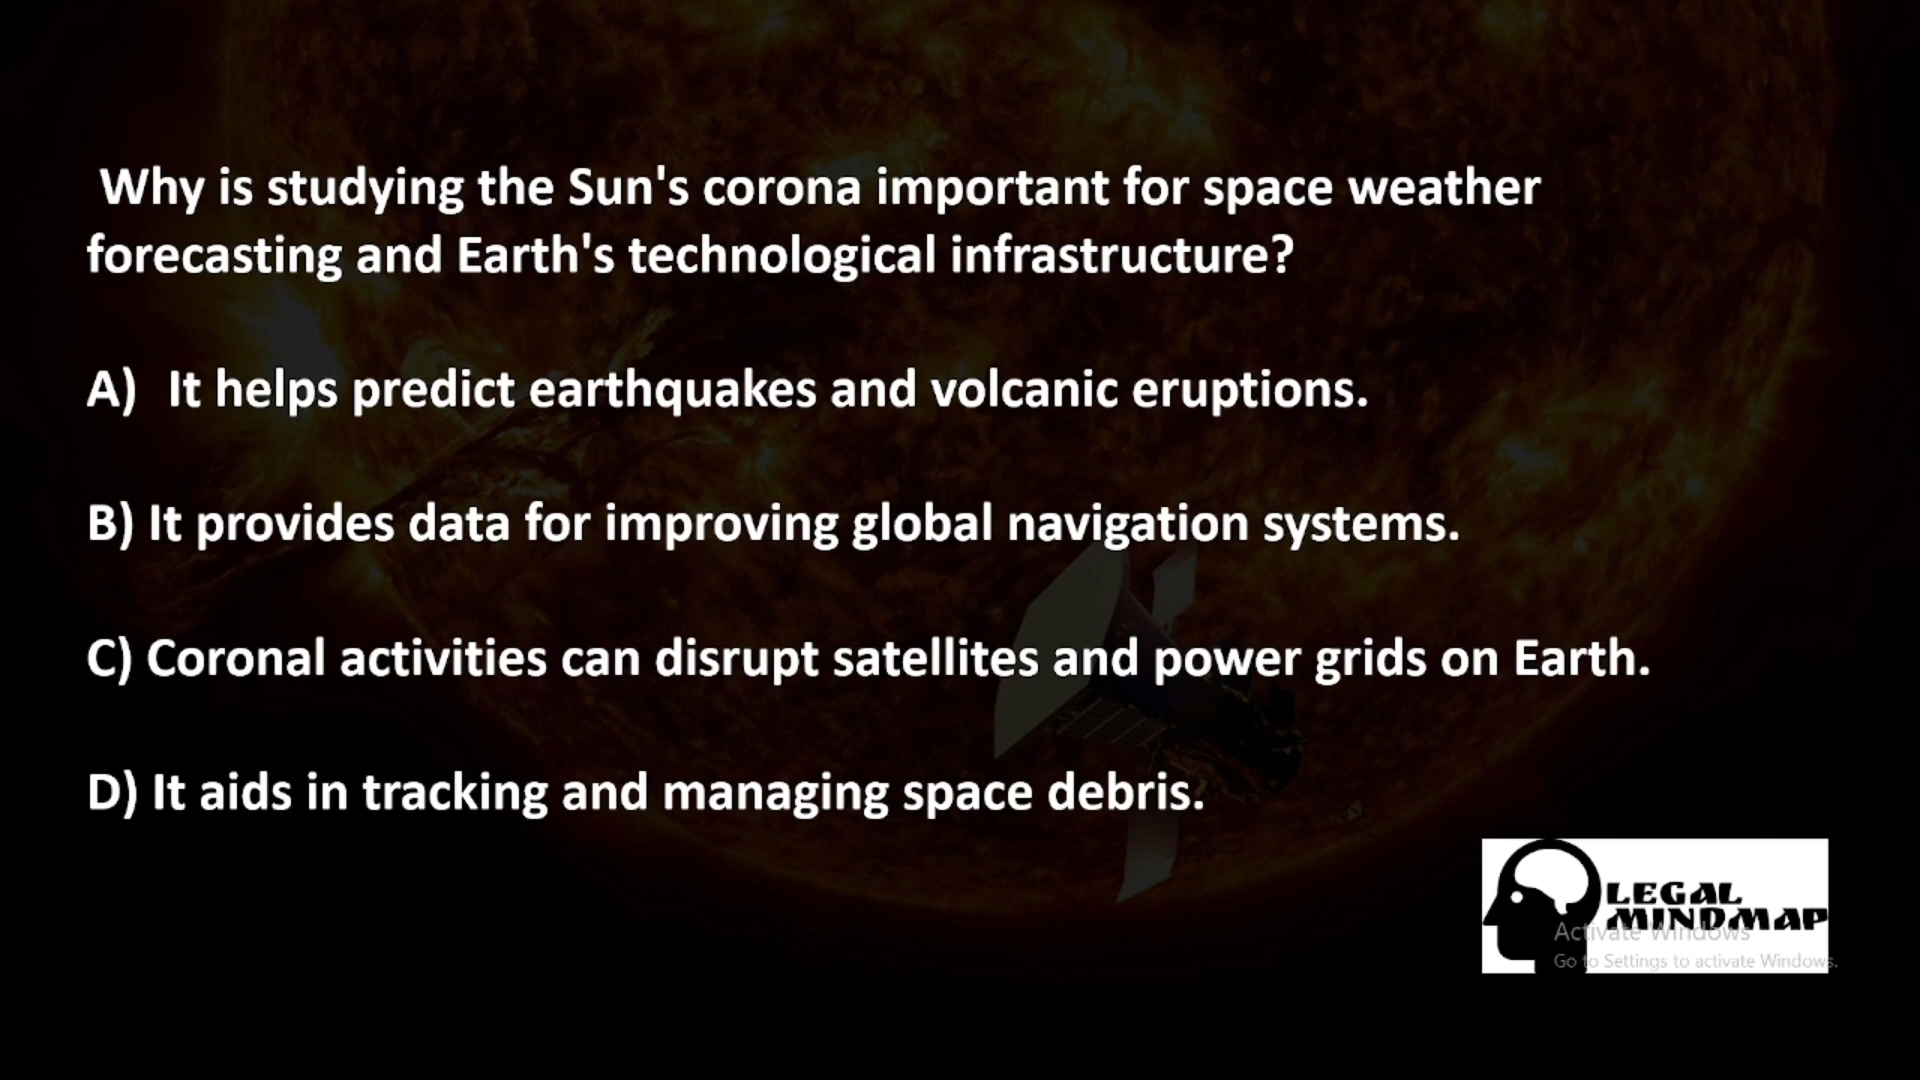 Why is studying the Sun's corona important for space weather
forecasting and Earth's technological infrastructure?
A) It helps predict earthquakes and volcanic eruptions.
B) It provides data for improving global navigation systems.
C) Coronal activities can disrupt satellites and power grids on Earth.
D) It aids in tracking and managing space debris.
LEGAL
MINDMAP
Activate Windows
Go to Settings to activate Windows.